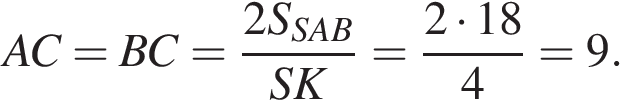 AC = BC = \frac{2S_{SAB}}{SK} = \frac{2 \cdot 18}{4} = 9.